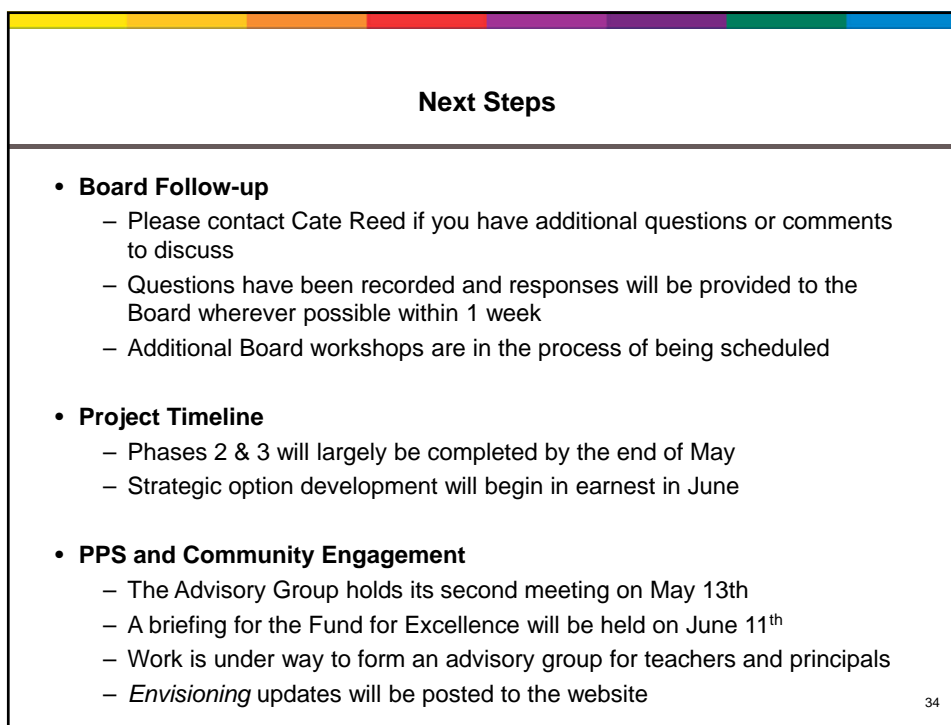 Next Steps
• Board Follow-up
– Please contact Cate Reed if you have additional questions or comments
to discuss
– Questions have been recorded and responses will be provided to the
Board wherever possible within 1 week
– Additional Board workshops are in the process of being scheduled
• Project Timeline
– Phases 2 & 3 will largely be completed by the end of May
– Strategic option development will begin in earnest in June
• PPS and Community Engagement
– The Advisory Group holds its second meeting on May 13th
– A briefing for the Fund for Excellence will be held on June 11th
– Work is under way to form an advisory group for teachers and principals
– Envisioning updates will be posted to the website
34